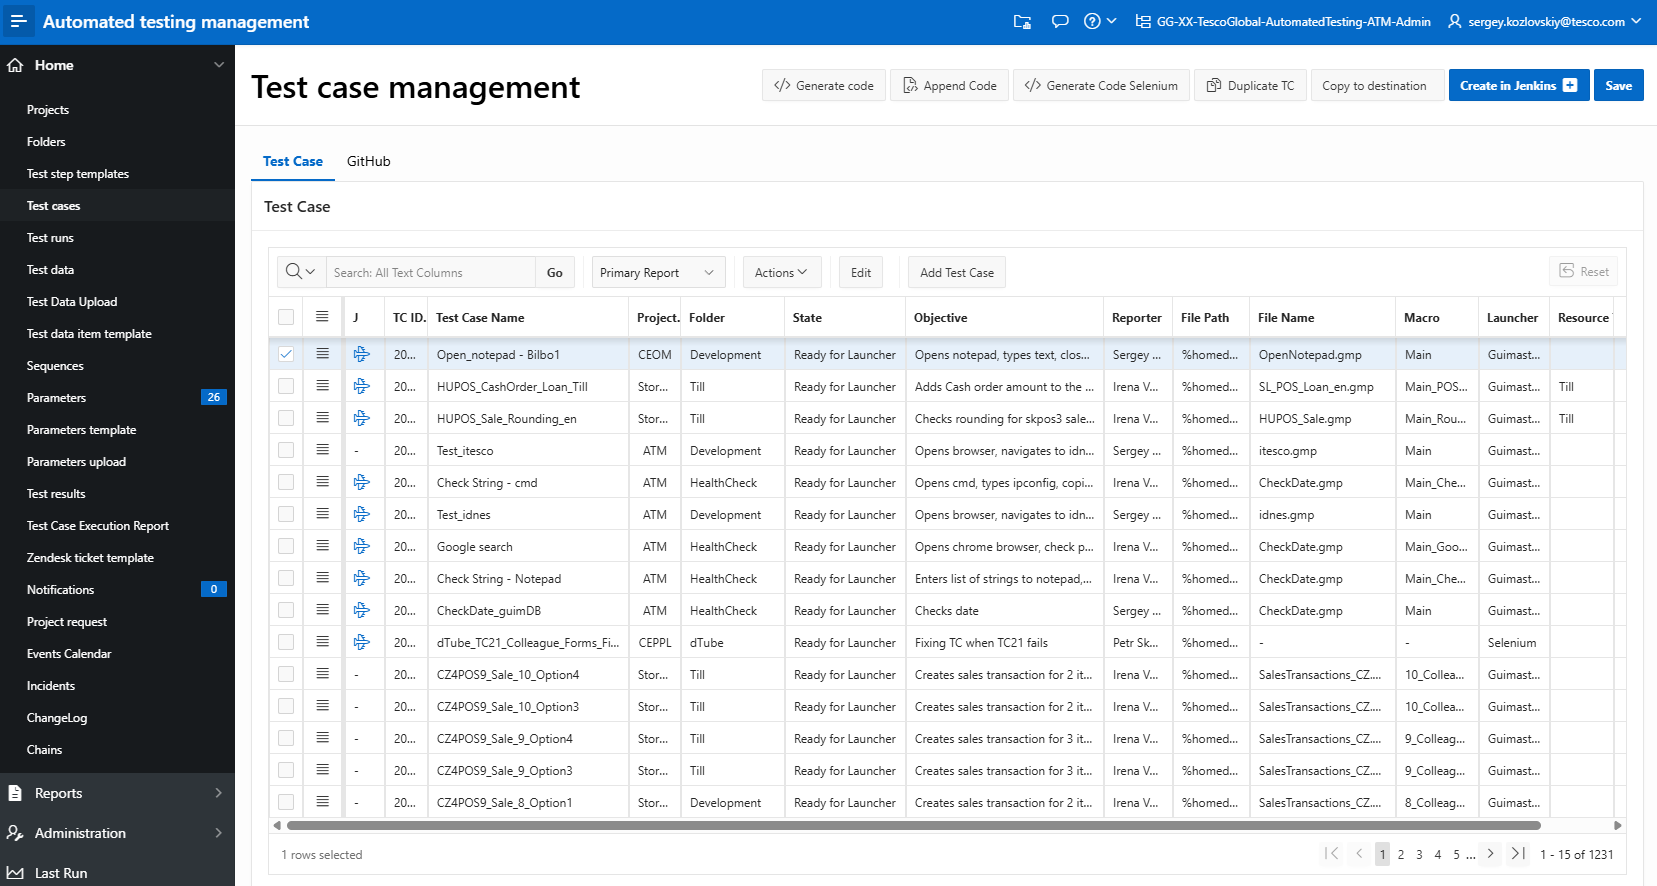 Automated testing management
GG-XX-TescoGlobal-AutomatedTesting-ATM-Admin
sergey.kozlovskiy@tesco.com
Home
Projects
Folders
Test step templates
Test cases
Test runs
Test data
Test Data Upload
Test data item template
Sequences
Parameters 26
Parameters template
Parameters upload
Test results
Test Case Execution Report
Zendesk ticket template
Notifications 0
Project request
Events Calendar
Incidents
ChangeLog
Chains
Reports
Administration
Last Run
Test case management
Generate code
Append Code
Generate Code Selenium
Duplicate TC
Copy to destination
Create in Jenkins
Save
Test Case GitHub
Test Case
Search: All Text Columns Go Primary Report Actions Edit Add Test Case Reset
J TC ID. Test Case Name Project. Folder State Objective Reporter File Path File Name Macro Launcher Resource
20... Open_notepad - Bilbo1 CEOM Development Ready for Launcher Opens notepad, types text, clos... Sergey ... %homed... OpenNotepad.gmp Main Guimast...
20... HUPOS_CashOrder_Loan_Till Stor... Till Ready for Launcher Adds Cash order amount to the ... Irena V... %homed... SL_POS_Loan_en.gmp Main_POS... Guimast... Till
20... HUPOS_Sale_Rounding_en Stor... Till Ready for Launcher Checks rounding for skpos3 sale... Irena V... %homed... HUPOS_Sale.gmp Main_Rou... Guimast... Till
- 20... Test_itesco ATM Development Ready for Launcher Opens browser, navigates to idn... Sergey ... %homed... itesco.gmp Main Guimast...
20... Check String - cmd ATM HealthCheck Ready for Launcher Opens cmd, types ipconfig, copi... Irena V... %homed... CheckDate.gmp Main_Che... Guimast...
20... Test_idnes ATM Development Ready for Launcher Opens browser, navigates to idn... Sergey ... %homed... idnes.gmp Main Guimast...
20... Google search ATM HealthCheck Ready for Launcher Opens chrome browser, check p... Irena V... %homed... CheckDate.gmp Main_Goo... Guimast...
20... Check String - Notepad ATM HealthCheck Ready for Launcher Enters list of strings to notepad,... Irena V... %homed... CheckDate.gmp Main_Che... Guimast...
20... CheckDate_guimDB ATM HealthCheck Ready for Launcher Checks date Sergey ... %homed... CheckDate.gmp Main Guimast...
20... dTube_TC21_Colleague_Forms_Fi... CEPPL dTube Ready for Launcher Fixing TC when TC21 fails Petr Sk... %homed... - - Selenium
- 20... CZ4POS9_Sale_10_Option4 Stor... Till Ready for Launcher Creates sales transaction for 2 it... Irena V... %homed... SalesTransactions_CZ.... 10_Collea... Guimast...
- 20... CZ4POS9_Sale_10_Option3 Stor... Till Ready for Launcher Creates sales transaction for 2 it... Irena V... %homed... SalesTransactions_CZ.... 10_Collea... Guimast...
- 20... CZ4POS9_Sale_9_Option4 Stor... Till Ready for Launcher Creates sales transaction for 3 it... Irena V... %homed... SalesTransactions_CZ.... 9_Colleag... Guimast...
- 20... CZ4POS9_Sale_9_Option3 Stor... Till Ready for Launcher Creates sales transaction for 3 it... Irena V... %homed... SalesTransactions_CZ.... 9_Colleag... Guimast...
- 20... CZ4POS9_Sale_8_Option1 Stor... Development Ready for Launcher Creates sales transaction for 2 it... Irena V... %homed... SalesTransactions_CZ.... 8_Colleag... Guimast...
1 rows selected
1 2 3 4 5 ... 1 - 15 of 1231